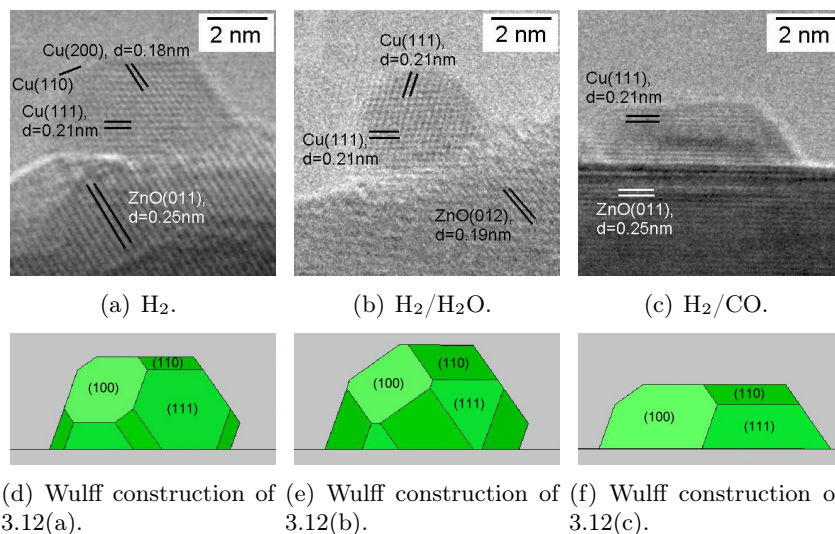 2 nm
Cu(200), d=0.18nm
Cu(110)
Cu(111),
d=0.21nm
ZnO(011),
d=0.25nm
2 nm
Cu(111),
d=0.21nm
Cu(111),
d=0.21nm
ZnO(012),
d=0.19nm
2 nm
Cu(111),
d=0.21nm
ZnO(011),
d=0.25nm
(a) H₂.
(b) H₂/H₂O.
(c) H₂/CO.
(110)
(100)
(111)
(110)
(100)
(111)
(110)
(100)
(111)
(d) Wulff construction of
3.12(a).
(e) Wulff construction of
3.12(b).
(f) Wulff construction o
3.12(c).